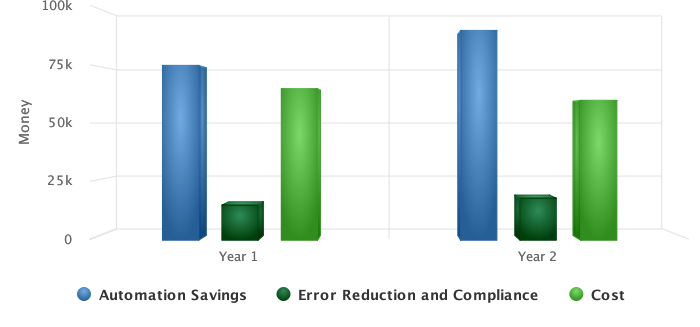 100k
75k
Money
50k
25k
0
Year 1 Year 2
Automation Savings Error Reduction and Compliance Cost